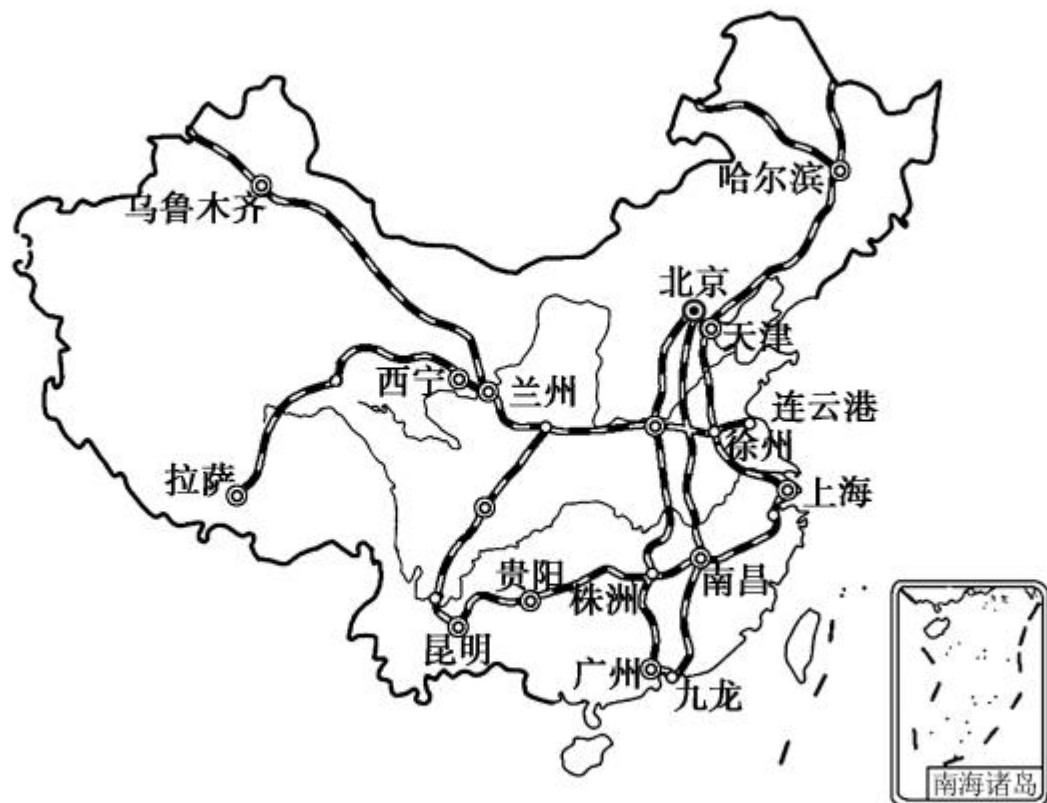 哈尔滨
乌鲁木齐
北京
天津
西宁
兰州
连云港
徐州
拉萨
上海
贵阳
株洲
南昌
昆明
广州
九龙
南海诸岛